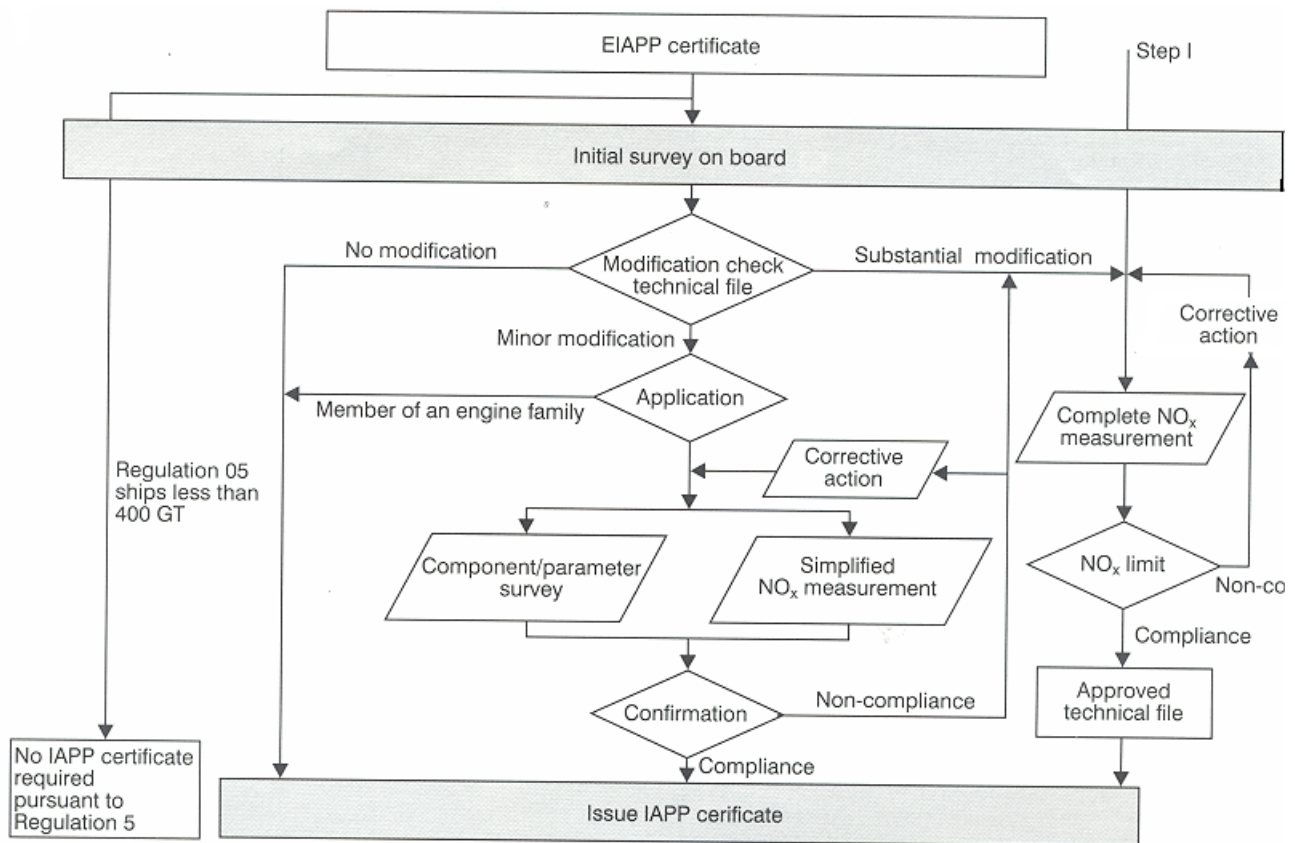 EIAPP certificate
Step I
Initial survey on board
No modification
Modification check
technical file
Substantial modification
Corrective
action
Minor modification
Application
Member of an engine family
Complete NOx
measurement
Regulation 05
ships less than
400 GT
Corrective
action
Component/parameter
survey
Simplified
NOx measurement
NOx limit
Non-co
Compliance
Approved
technical file
Confirmation
Non-compliance
No IAPP certificate
required
pursuant to
Regulation 5
Compliance
Issue IAPP cerificate